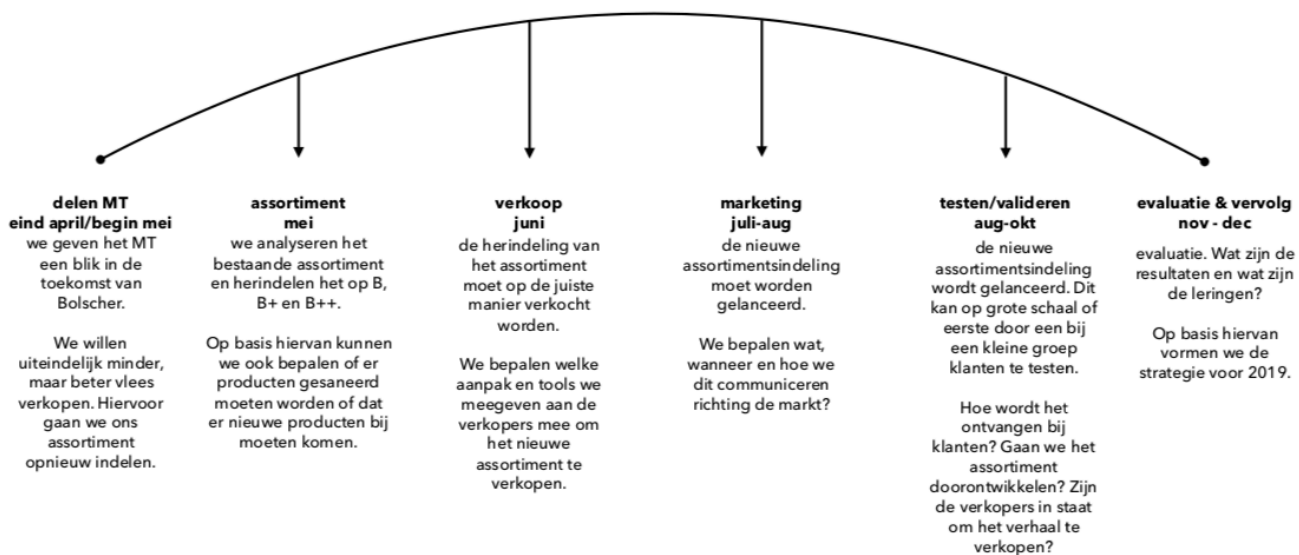 delen MT
eind april/begin mei
we geven het MT
een blik in de
toekomst van
Bolscher.
We willen
uiteindelijk minder,
maar beter vlees
verkopen. Hiervoor
gaan we ons
assortiment
opnieuw indelen.
assortiment
mei
we analyseren het
bestaande assortiment
en herindelen het op B,
B+ en B++.
Op basis hiervan kunnen
we ook bepalen of er
producten gesaneerd
moeten worden of dat
er nieuwe producten bij
moeten komen.
verkoop
juni
de herindeling van
het assortiment
moet op de juiste
manier verkocht
worden.
We bepalen welke
aanpak en tools we
meegeven aan de
verkopers mee om
het nieuwe
assortiment te
verkopen.
marketing
juli-aug
de nieuwe
assortimentsindeling
moet worden
gelanceerd.
We bepalen wat,
wanneer en hoe we
dit communiceren
richting de markt?
testen/valideren
aug-okt
de nieuwe
assortimentsindeling
wordt gelanceerd. Dit
kan op grote schaal of
eerste door een bij
een kleine groep
klanten te testen.
Hoe wordt het
ontvangen bij
klanten? Gaan we het
assortiment
doorontwikkelen? Zijn
de verkopers in staat
om het verhaal te
verkopen?
evaluatie & vervolg
nov - dec
evaluatie. Wat zijn de
resultaten en wat zijn
de leringen?
Op basis hiervan
vormen we de
strategie voor 2019.